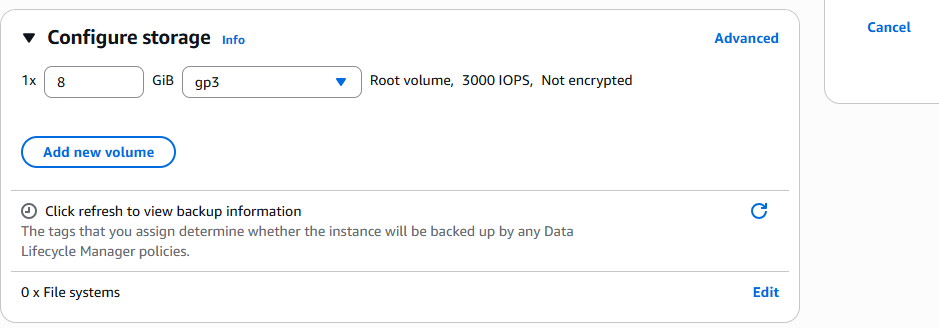 Configure storage Info Advanced
Cancel
1x 8 GiB gp3 Root volume, 3000 IOPS, Not encrypted
Add new volume
Click refresh to view backup information
The tags that you assign determine whether the instance will be backed up by any Data
Lifecycle Manager policies.
0 x File systems Edit